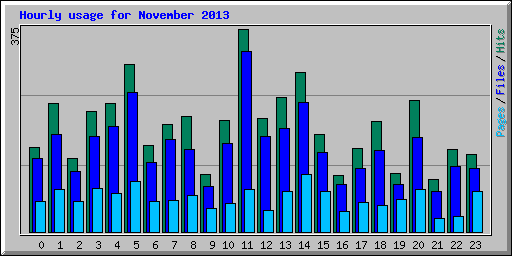 Hourly usage for November 2013
375
Pages / Files / Hits
0 1 2 3 4 5 6 7 8 9 10 11 12 13 14 15 16 17 18 19 20 21 22 23